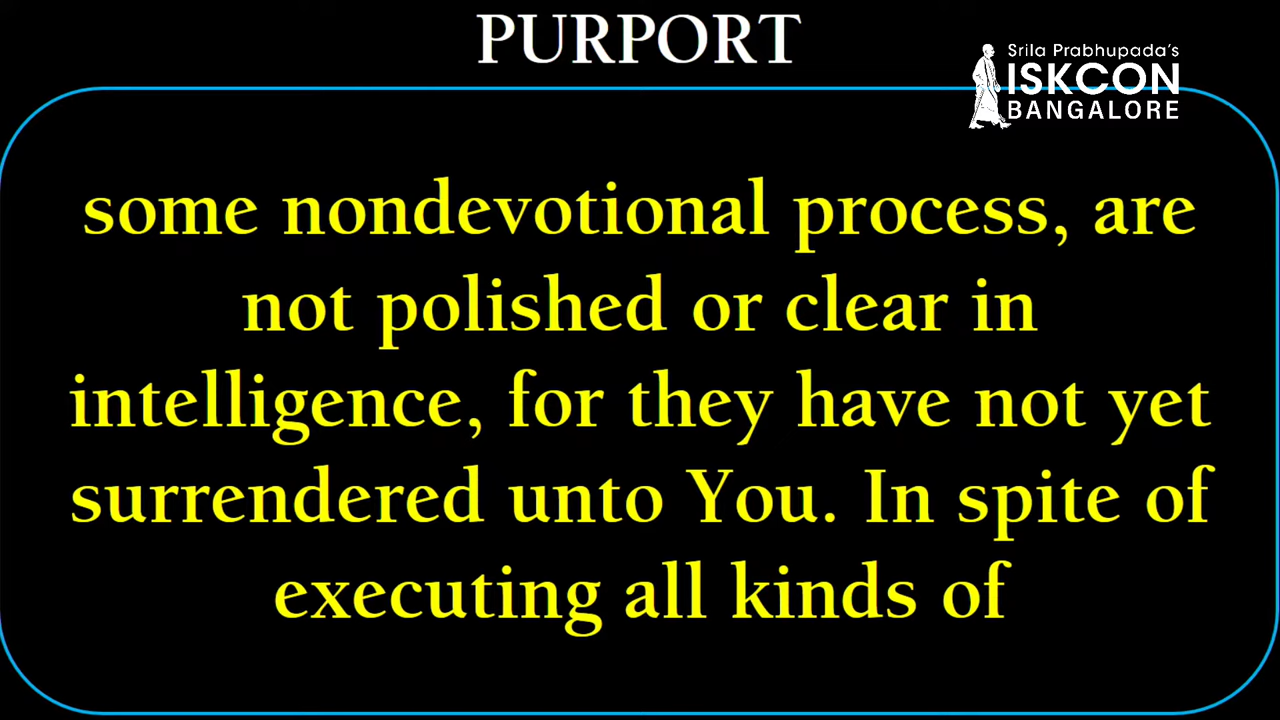 PURPORT
Srila Prabhupada's
ISKCON
BANGALORE
some nondevotional process, are
not polished or clear in
intelligence, for they have not yet
surrendered unto You. In spite of
executing all kinds of